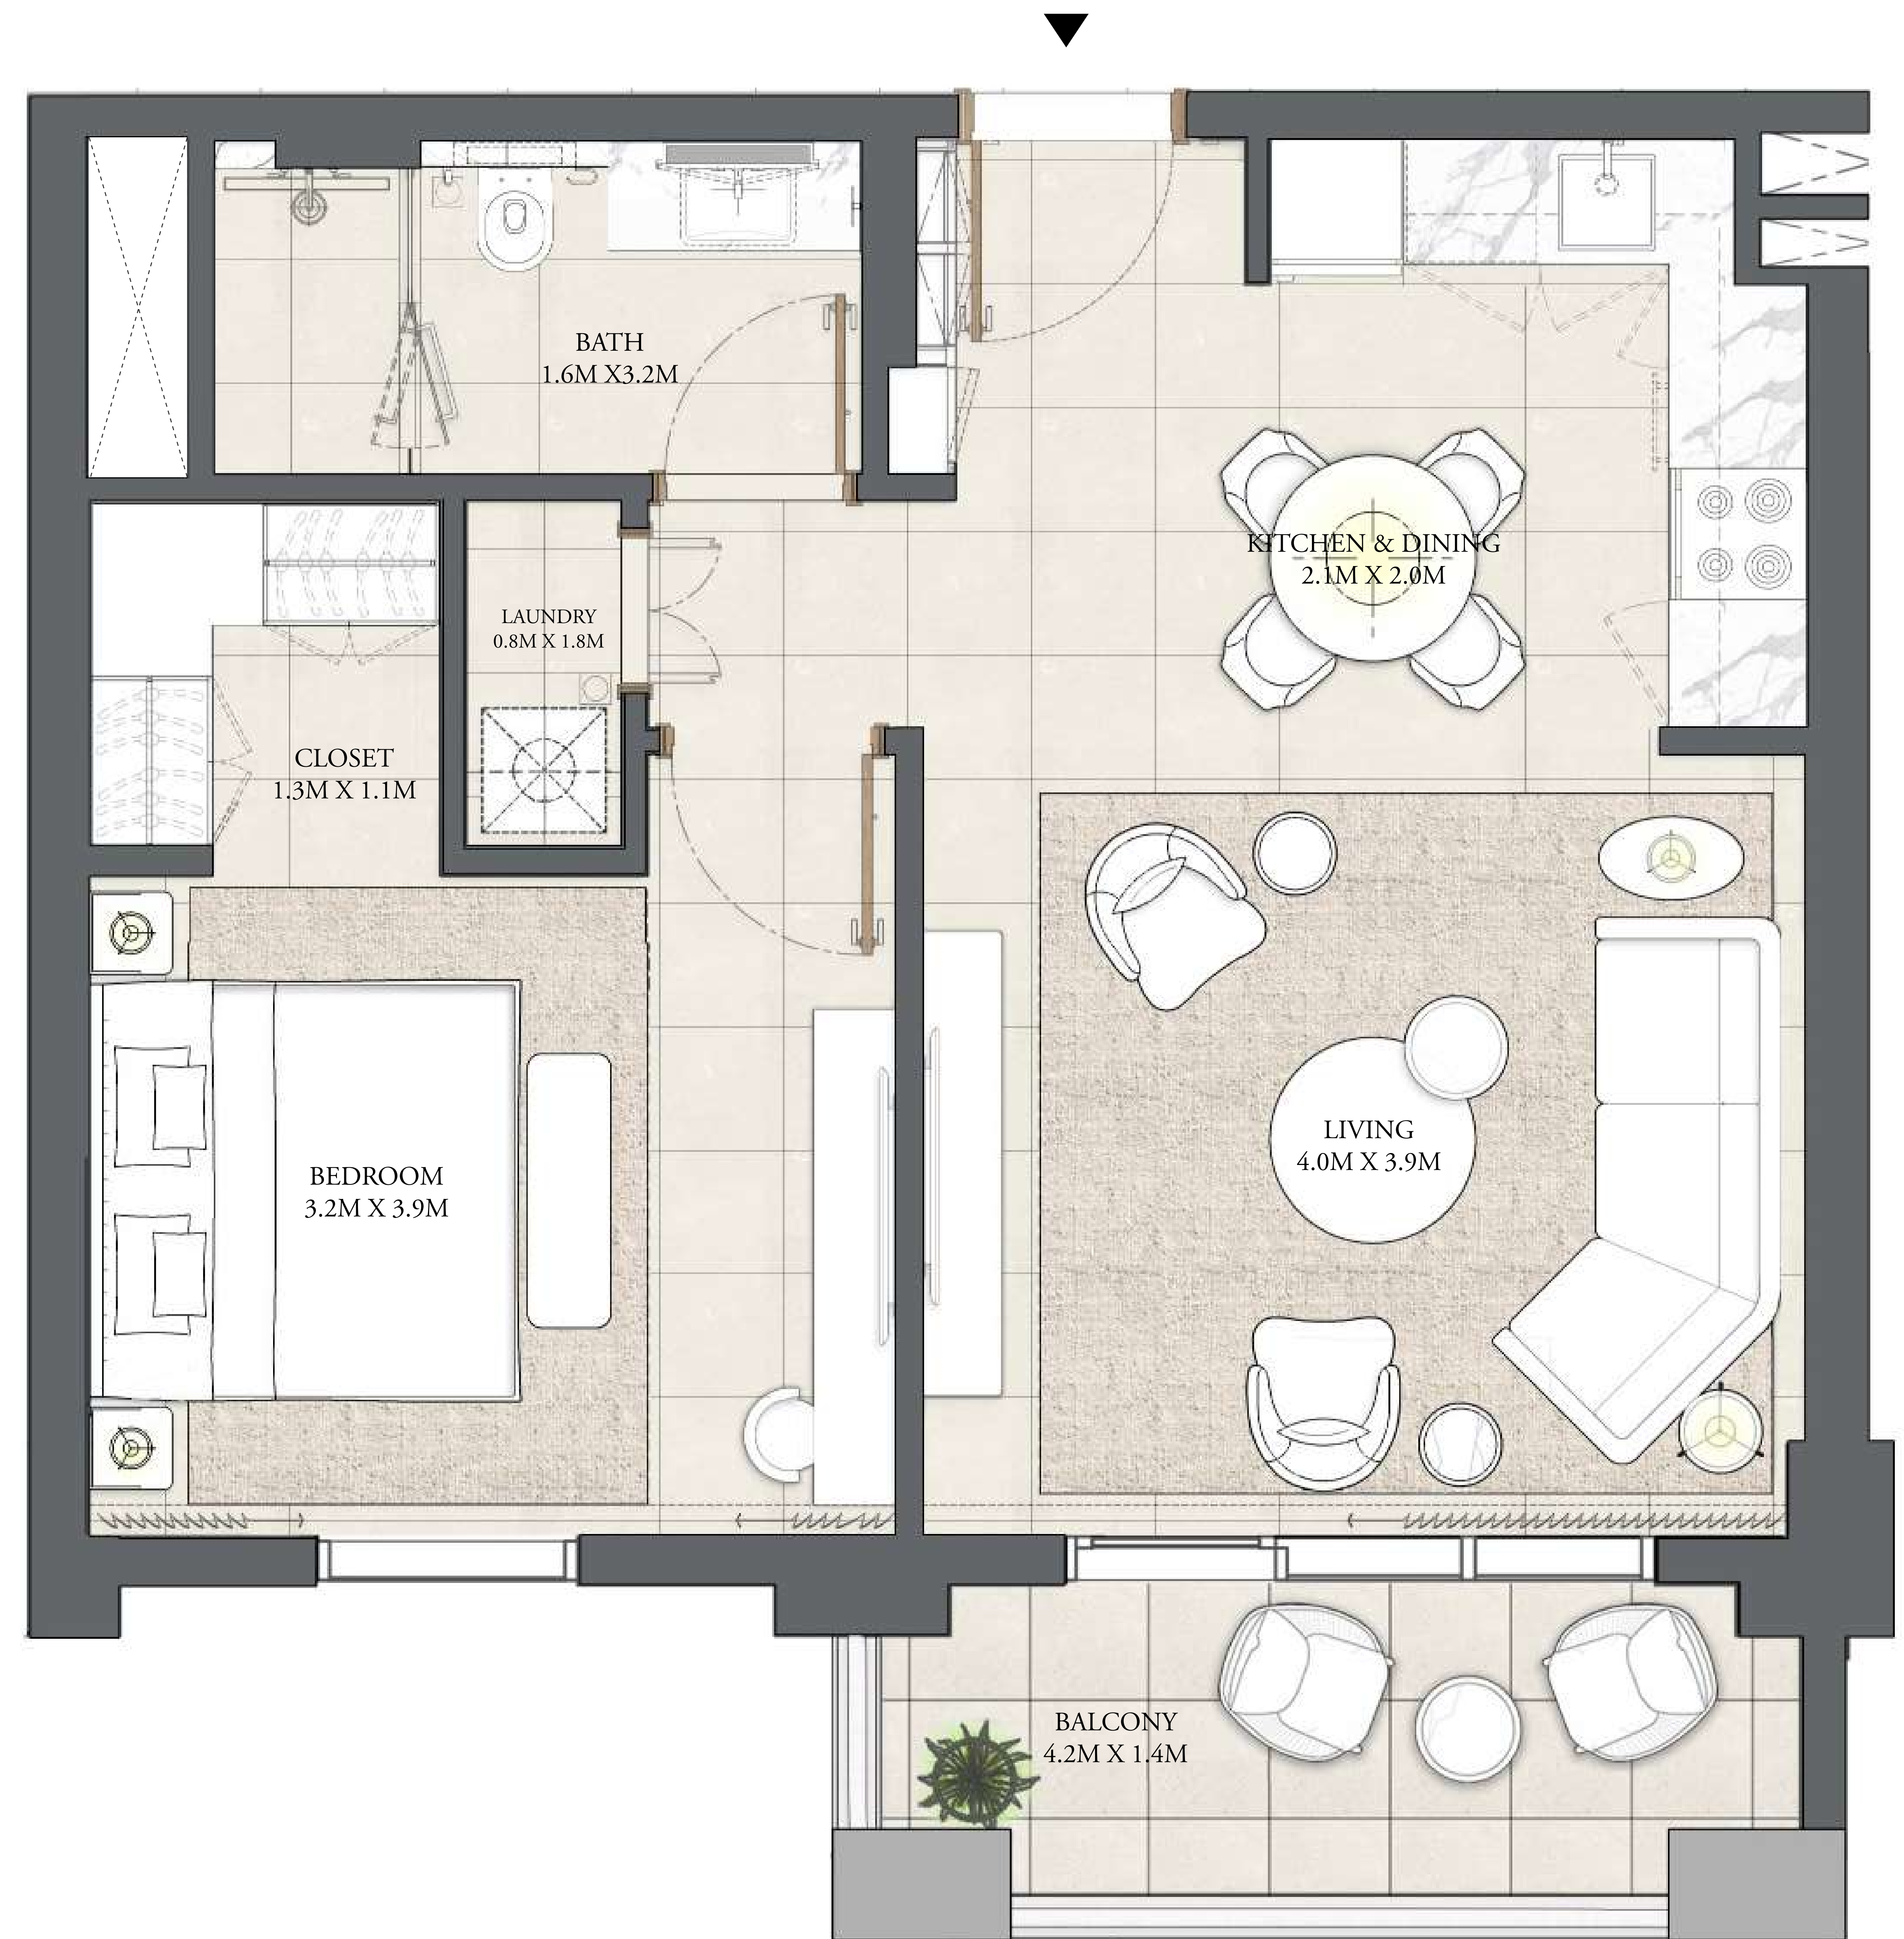 BATH
1.6M X3.2M
KITCHEN & DINING
2.1M X 2.0M
LAUNDRY
0.8M X 1.8M
CLOSET
1.3M X 1.1M
LIVING
4.0M X 3.9M
BEDROOM
3.2M X 3.9M
BALCONY
4.2M X 1.4M